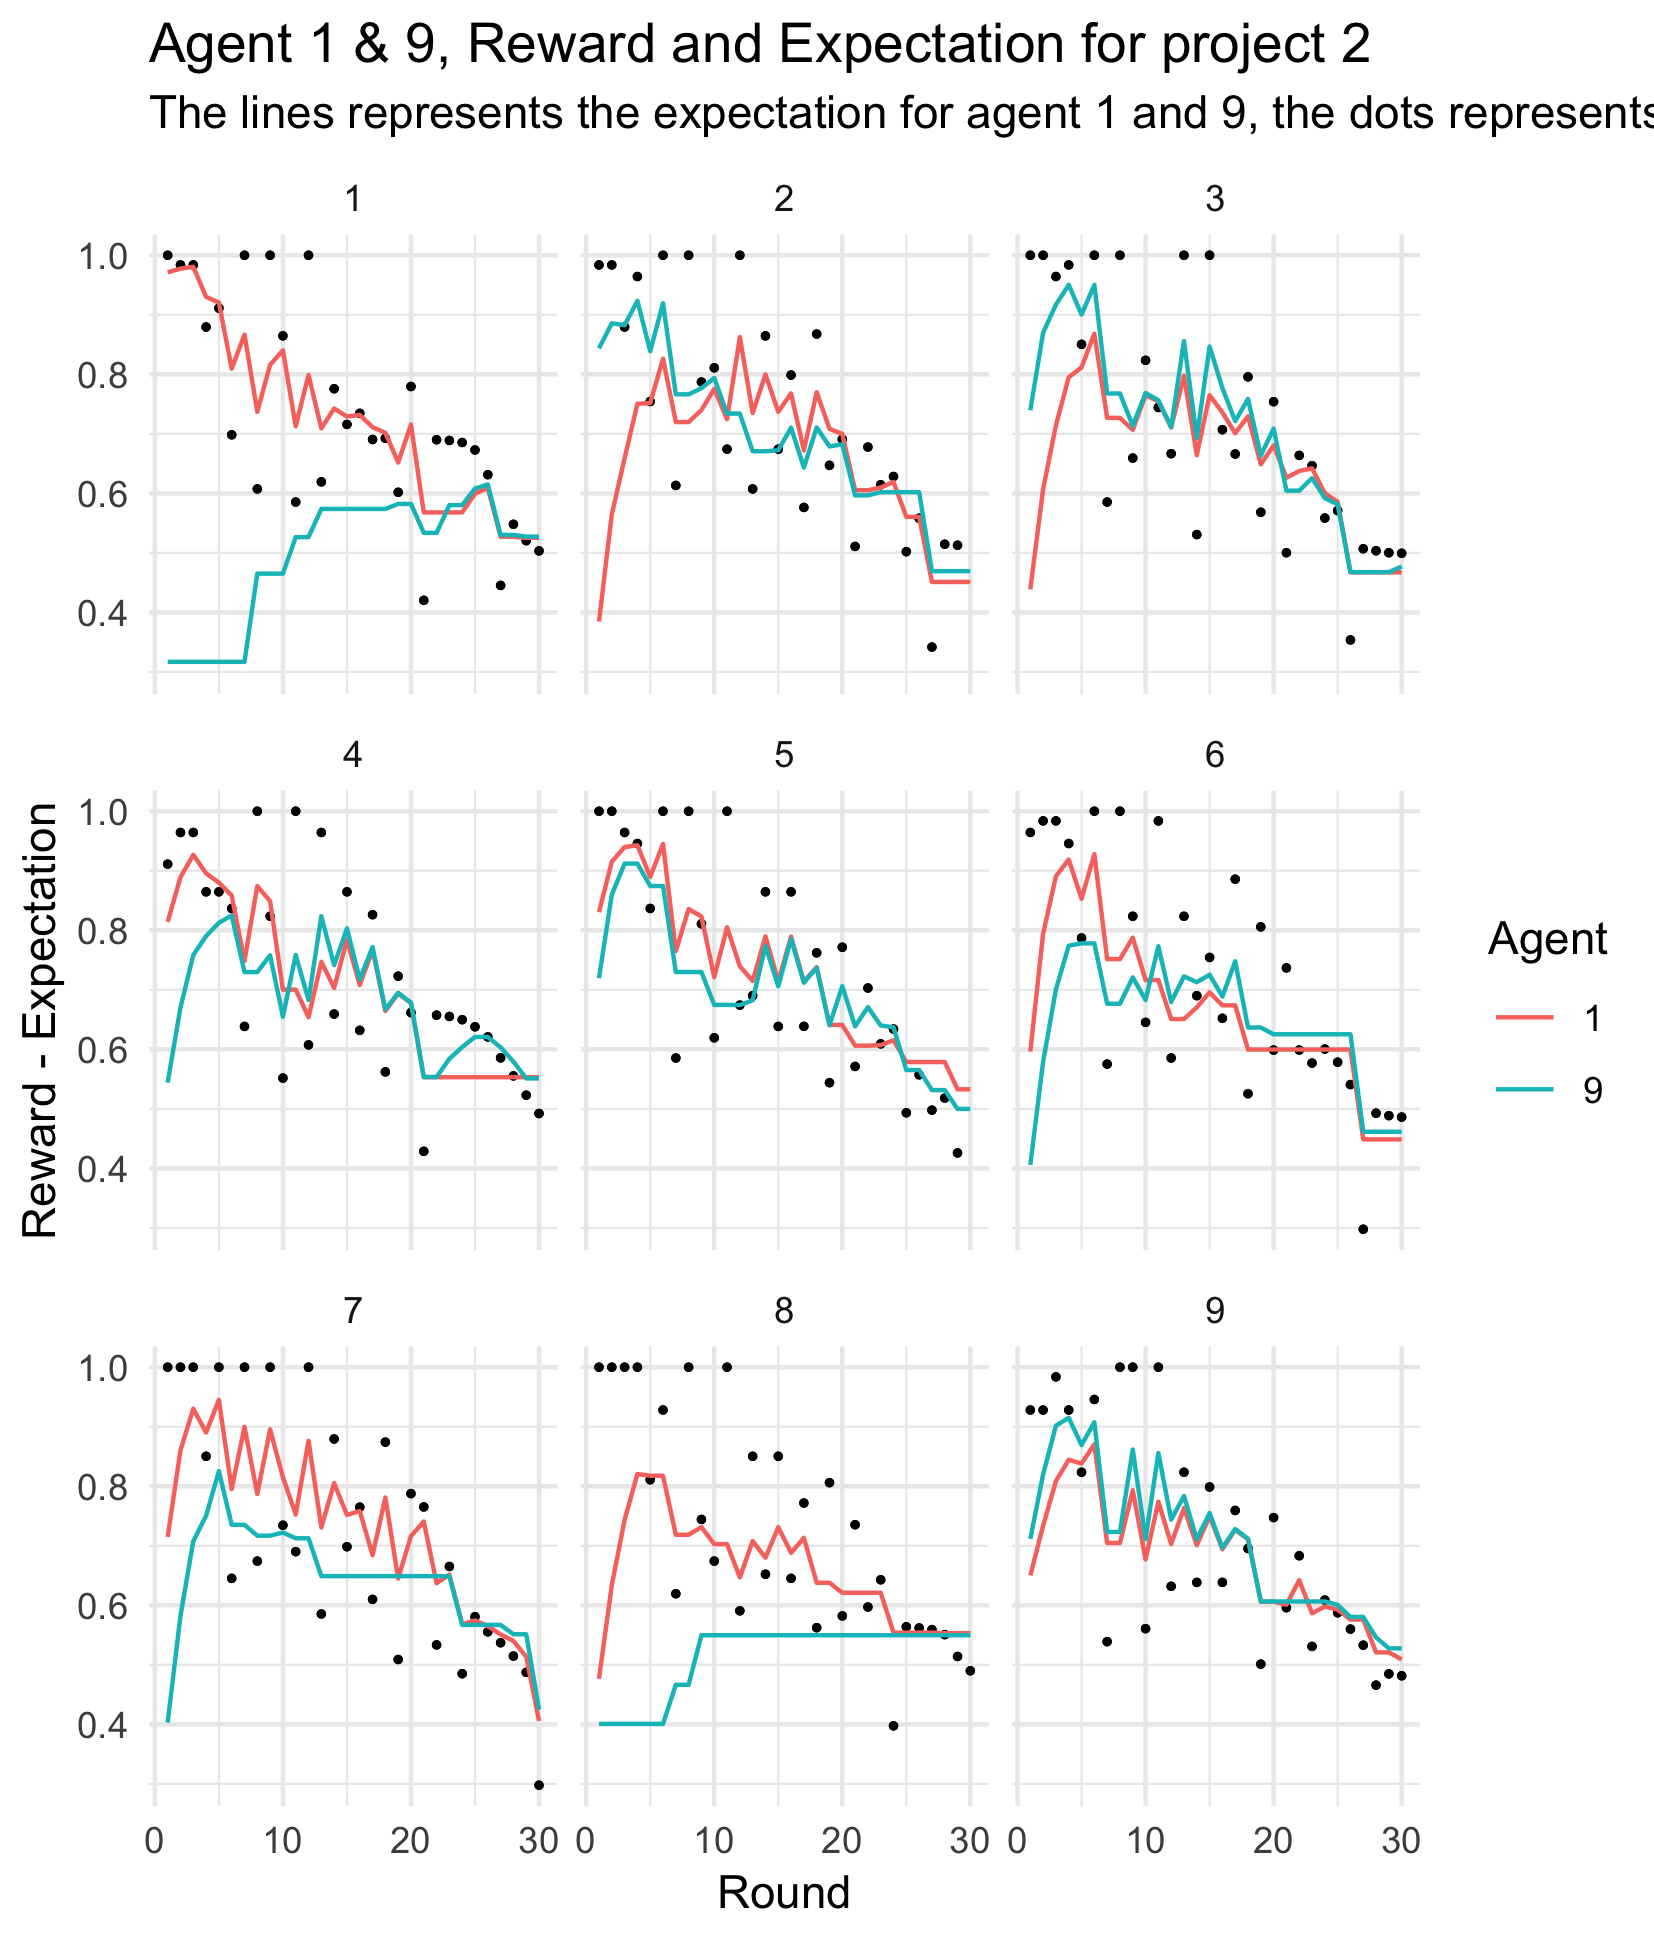 Agent 1 & 9, Reward and Expectation for project 2
The lines represents the expectation for agent 1 and 9, the dots represents
1 2 3
1.0
0.8
0.6
0.4
4 5 6
1.0
0.8
0.6
0.4
7 8 9
1.0
0.8
0.6
0.4
0 10 20 30 0 10 20 30 0 10 20 30
Round
Reward - Expectation
Agent
1
9